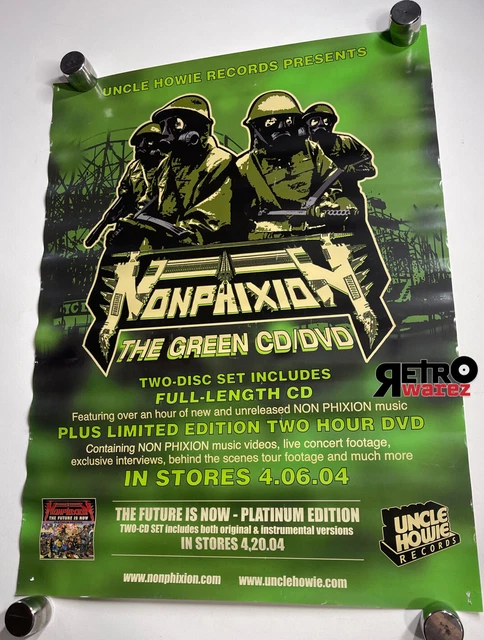 UNCLE HOWIE RECORDS PRESENTS
NONPHIXION
THE GREEN CD/DVD
TWO-DISC SET INCLUDES
FULL-LENGTH CD
Featuring over an hour of new and unreleased NON PHIXION music
PLUS LIMITED EDITION TWO HOUR DVD
Containing NON PHIXION music videos, live concert footage,
exclusive interviews, behind the scenes tour footage and much more
IN STORES 4.06.04
RETRO
warez
NONPHIXION
THE FUTURE IS NOW
THE FUTURE IS NOW - PLATINUM EDITION
TWO-CD SET includes both original & instrumental versions
IN STORES 4,20.04
UNCLE
HOWIE
RECORDS
www.nonphixion.com www.unclehowie.com